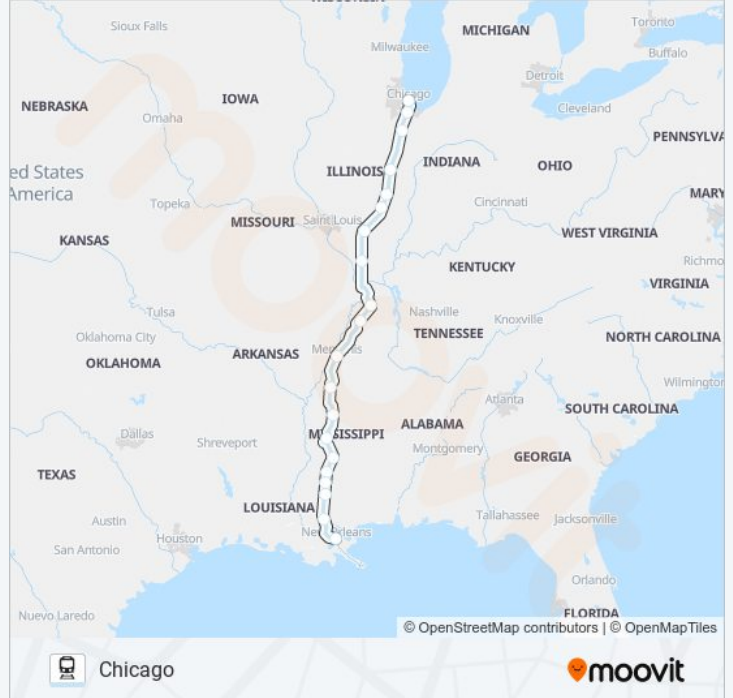 Sioux Falls
MICHIGAN
Toronto
Milwaukee
Buffalo
Detroit
Chicago
NEBRASKA
IOWA
Cleveland
Omaha
PENNSYLVA
ILLINOIS
INDIANA
OHIO
ed States
America
MARY
Topeka
Cincinnati
MISSOURI
Saint Louis
WEST VIRGINIA
KANSAS
Richmo
KENTUCKY
VIRGINIA
Tulsa
Nashville
Knoxville
Oklahoma City
TENNESSEE
NORTH CAROLINA
ARKANSAS
Memphis
OKLAHOMA
Wilmington
Atlanta
SOUTH CAROLINA
Dallas
MISSISSIPPI
ALABAMA
Shreveport
Montgomery
GEORGIA
TEXAS
LOUISIANA
Tallahassee
Jacksonville
Austin
New Orleans
Houston
San Antonio
Orlando
Nuevo Laredo
FLORIDA
© OpenStreetMap contributors | © OpenMapTiles
Chicago
moovit